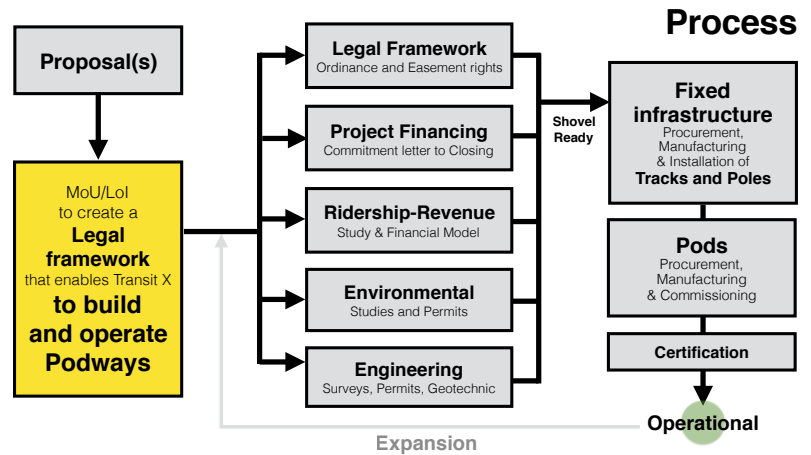 Process
Proposal(s)
MoU/LoI
to create a
Legal
framework
that enables Transit X
to build
and operate
Podways
Legal Framework
Ordinance and Easement rights
Project Financing
Commitment letter to Closing
Ridership-Revenue
Study & Financial Model
Environmental
Studies and Permits
Engineering
Surveys, Permits, Geotechnic
Shovel
Ready
Fixed
infrastructure
Procurement,
Manufacturing
& Installation of
Tracks and Poles
Pods
Procurement,
Manufacturing
& Commissioning
Certification
Operational
Expansion